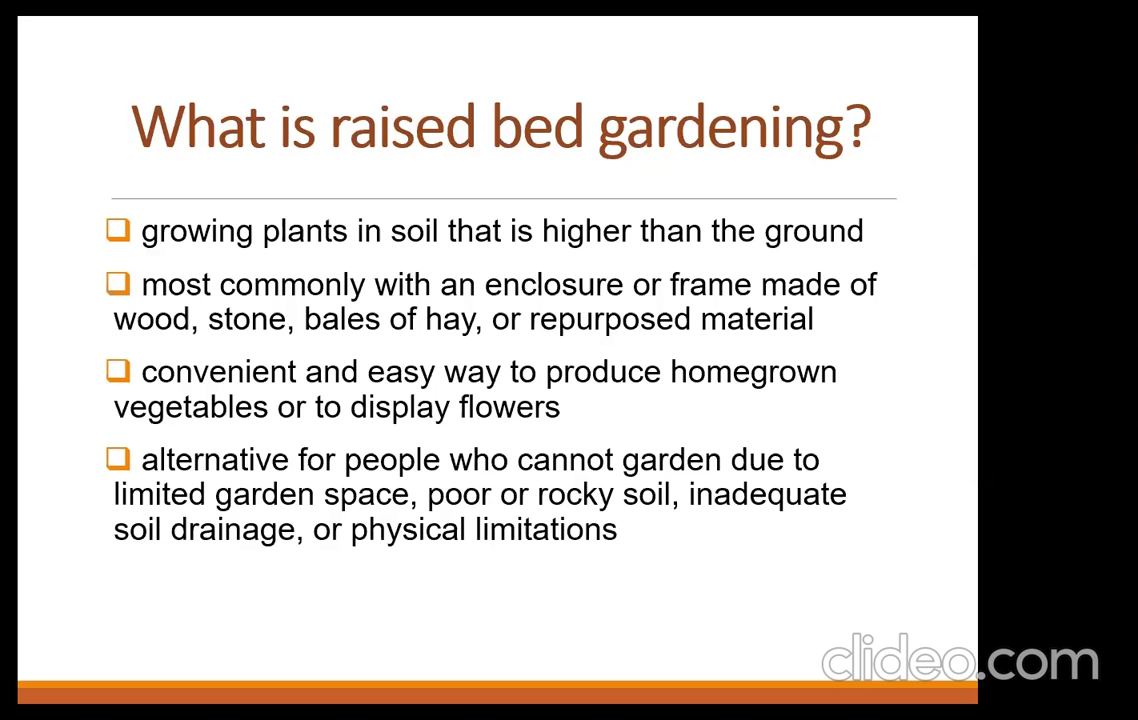 What is raised bed gardening?
growing plants in soil that is higher than the ground
most commonly with an enclosure or frame made of
wood, stone, bales of hay, or repurposed material
convenient and easy way to produce homegrown
vegetables or to display flowers
alternative for people who cannot garden due to
limited garden space, poor or rocky soil, inadequate
soil drainage, or physical limitations
clideo.com